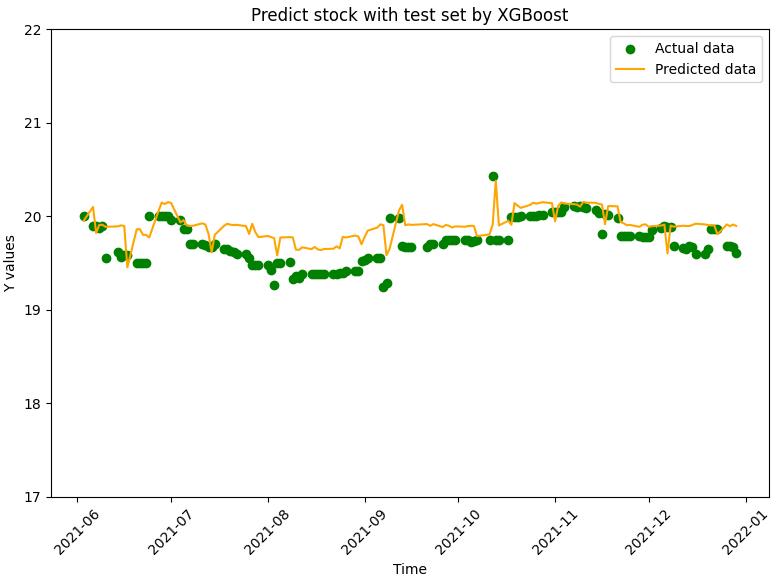 Predict stock with test set by XGBoost
Actual data
Predicted data
22
21
20
19
18
17
Y values
2021-06
2021-07
2021-08
2021-09
2021-10
2021-11
2021-12
2022-01
Time